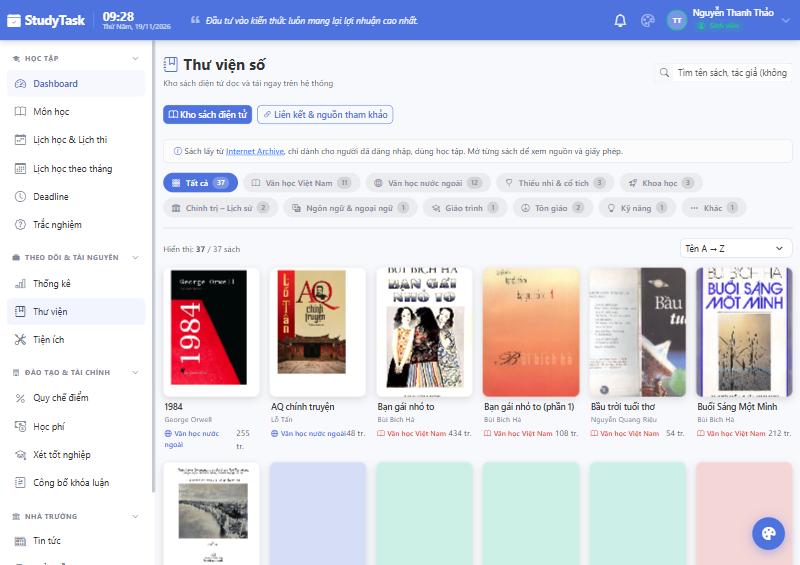 StudyTask
09:28
Thứ Năm, 19/11/2026
Đầu tư vào kiến thức luôn mang lại lợi nhuận cao nhất.
TT
Nguyễn Thanh Thảo
Sinh viên
HỌC TẬP
Dashboard
Môn học
Lịch học & Lịch thi
Lịch học theo tháng
Deadline
Trắc nghiệm
THEO DÕI & TÀI NGUYÊN
Thống kê
Thư viện
Tiện ích
ĐÀO TẠO & TÀI CHÍNH
Quy chế điểm
Học phí
Xét tốt nghiệp
Công bố khóa luận
NHÀ TRƯỜNG
Tin tức
Thư viện số
Kho sách điện tử đọc và tải ngay trên hệ thống
Tìm tên sách, tác giả (không
Kho sách điện tử
Liên kết & nguồn tham khảo
Sách lấy từ Internet Archive, chỉ dành cho người đã đăng nhập, dùng học tập. Mở từng sách để xem nguồn và giấy phép.
Tất cả 37
Văn học Việt Nam 11
Văn học nước ngoài 12
Thiếu nhi & cổ tích 3
Khoa học 3
Chính trị – Lịch sử 2
Ngôn ngữ & ngoại ngữ 1
Giáo trình 1
Tôn giáo 2
Kỹ năng 1
Khác 1
Hiển thị: 37 / 37 sách
Tên A → Z
George Orwell
1984
Lỗ Tấn
AQ
chính
truyện
BÙI BÍCH HÀ
BẠN GÁI
NHỎ TO
Bùi bích hà
Bầu
BÙI BÍCH HÀ
BUỔI SÁNG
MỘT MÌNH
1984
George Orwell
Văn học nước ngoài
255 tr.
AQ chính truyện
Lỗ Tấn
Văn học nước ngoài 48 tr.
Bạn gái nhỏ to
Bùi Bích Hà
Văn học Việt Nam 434 tr.
Bạn gái nhỏ to (phần 1)
Bùi Bích Hà
Văn học Việt Nam 108 tr.
Bầu trời tuổi thơ
Nguyễn Quang Riệu
Văn học Việt Nam 54 tr.
Buổi Sáng Một Mình
Bùi Bích Hà
Văn học Việt Nam 212 tr.